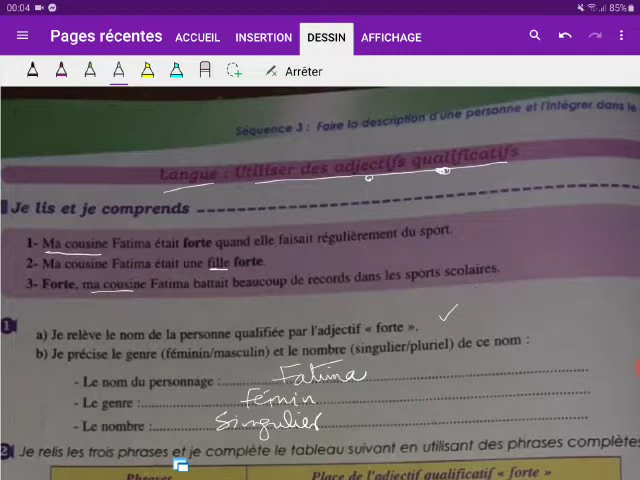 00:04 85%
Pages récentes ACCUEIL INSERTION DESSIN AFFICHAGE
Arrêter
Séquence 3 : Faire la description d'une personne et l'intégrer dans le
Langue : Utiliser des adjectifs qualificatifs
Je lis et je comprends
1- Ma cousine Fatima était forte quand elle faisait régulièrement du sport.
2- Ma cousine Fatima était une fille forte.
3- Forte, ma cousine Fatima battait beaucoup de records dans les sports scolaires.
1
a) Je relève le nom de la personne qualifiée par l'adjectif « forte ».
b) Je précise le genre (féminin/masculin) et le nombre (singulier/pluriel) de ce nom :
- Le nom du personnage : Fatima
- Le genre : Fémnin
- Le nombre : Singulier
2 Je relis les trois phrases et je complète le tableau suivant en utilisant des phrases complètes
Phrases Place de l'adjectif qualificatif « forte »